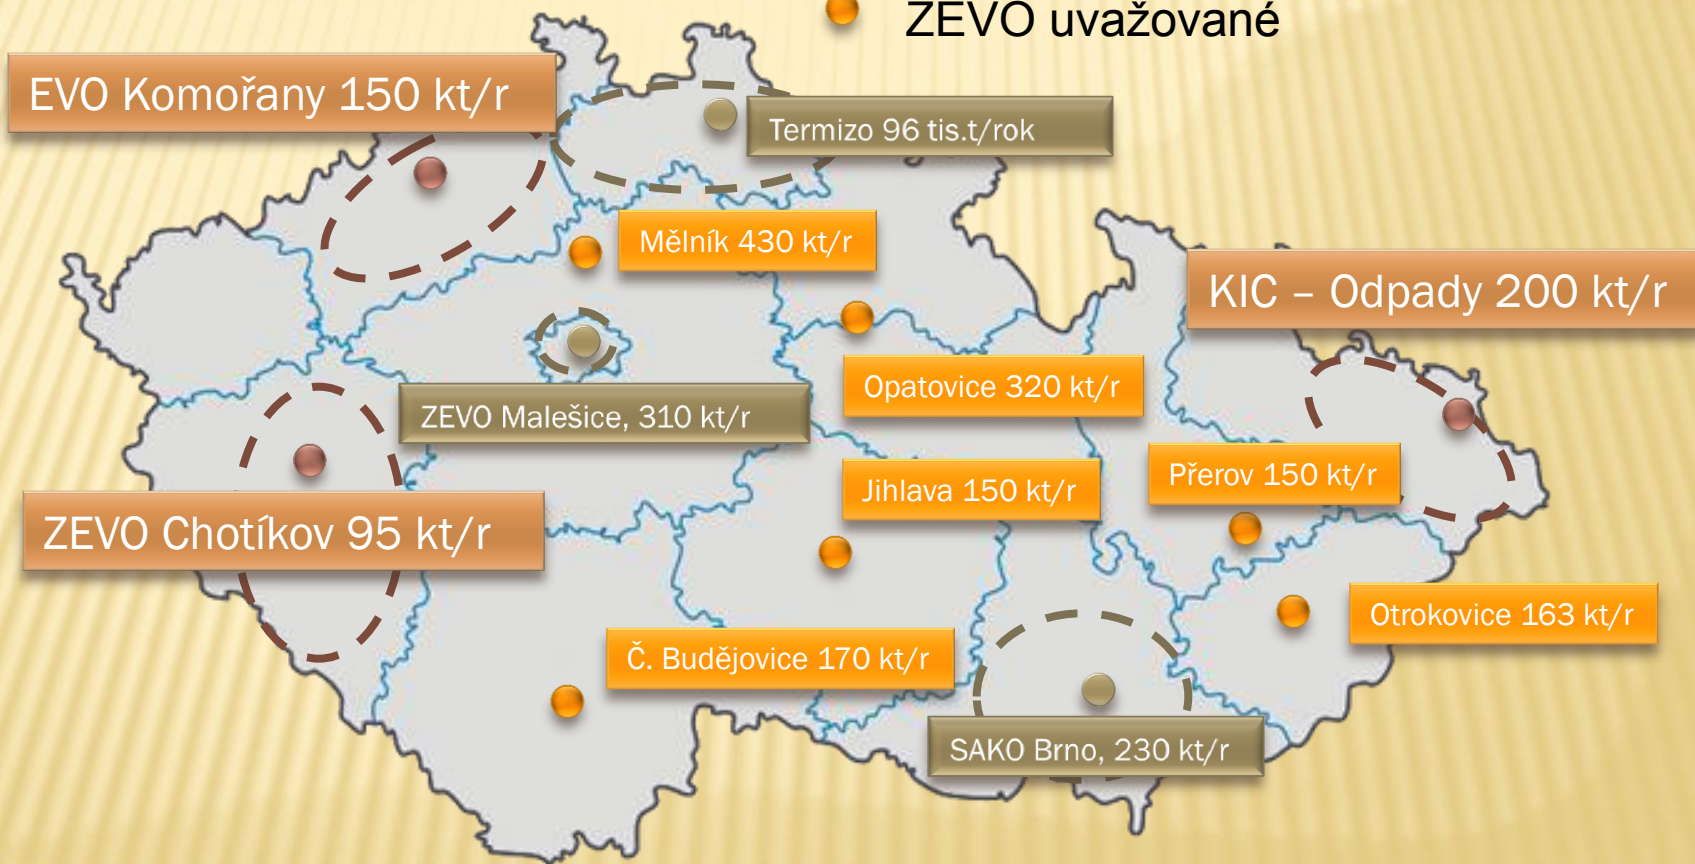 ZEVO uvažované
EVO Komořany 150 kt/r
Termizo 96 tis.t/rok
Mělník 430 kt/r
KIC – Odpady 200 kt/r
Opatovice 320 kt/r
ZEVO Malešice, 310 kt/r
Přerov 150 kt/r
Jihlava 150 kt/r
ZEVO Chotíkov 95 kt/r
Otrokovice 163 kt/r
Č. Budějovice 170 kt/r
SAKO Brno, 230 kt/r